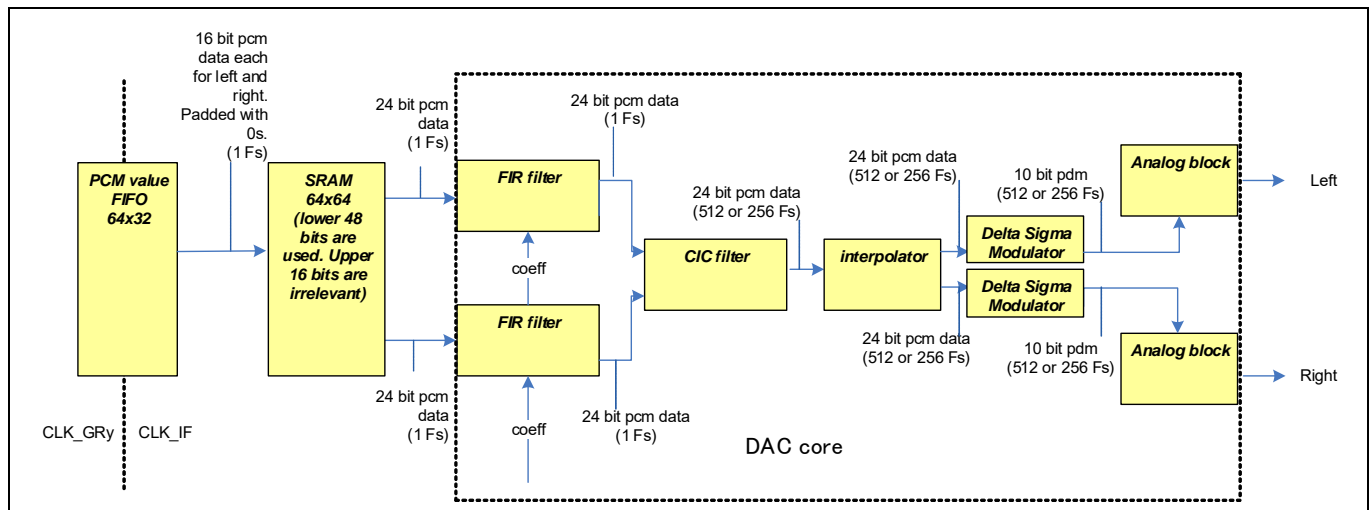 16 bit pcm
data each
for left and
right.
Padded with
0s.
(1 Fs)
24 bit pcm
data
(1 Fs)
24 bit pcm data
(1 Fs)
PCM value
FIFO
64x32
SRAM
64x64
(lower 48
bits are
used. Upper
16 bits are
irrelevant)
FIR filter
coeff
FIR filter
coeff
24 bit pcm
data
(1 Fs)
24 bit pcm data
(1 Fs)
CIC filter
24 bit pcm data
(512 or 256 Fs)
interpolator
24 bit pcm data
(512 or 256 Fs)
24 bit pcm data
(512 or 256 Fs)
Delta Sigma
Modulator
Delta Sigma
Modulator
10 bit pdm
(512 or 256 Fs)
10 bit pdm
(512 or 256 Fs)
Analog block
Left
Analog block
Right
CLK_GRy
CLK_IF
DAC core